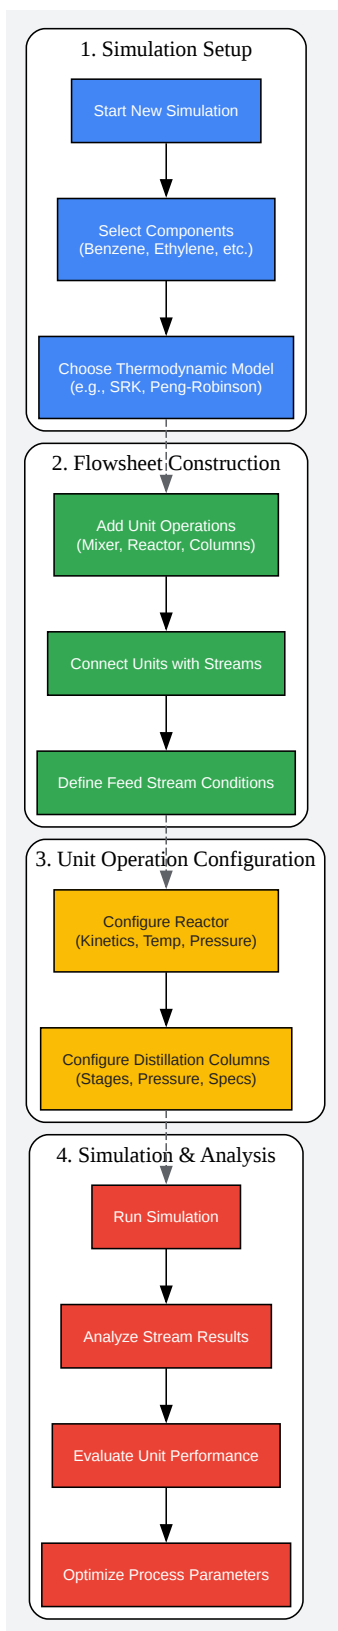 1. Simulation Setup
Start New Simulation
Select Components
(Benzene, Ethylene, etc.)
Choose Thermodynamic Model
(e.g., SRK, Peng-Robinson)
2. Flowsheet Construction
Add Unit Operations
(Mixer, Reactor, Columns)
Connect Units with Streams
Define Feed Stream Conditions
3. Unit Operation Configuration
Configure Reactor
(Kinetics, Temp, Pressure)
Configure Distillation Columns
(Stages, Pressure, Specs)
4. Simulation & Analysis
Run Simulation
Analyze Stream Results
Evaluate Unit Performance
Optimize Process Parameters